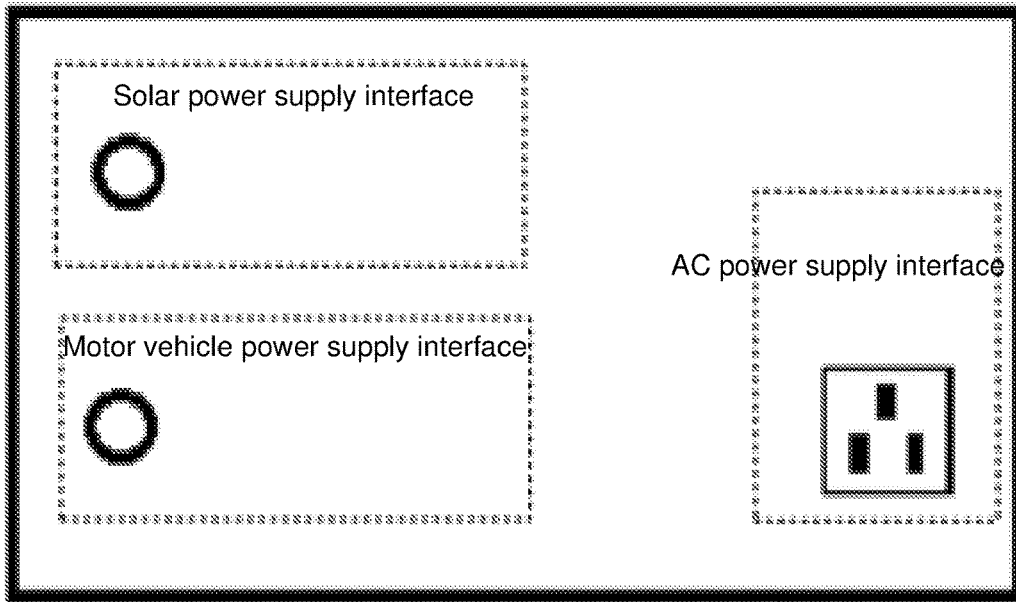 Solar power supply interface
AC power supply interface
Motor vehicle power supply interface